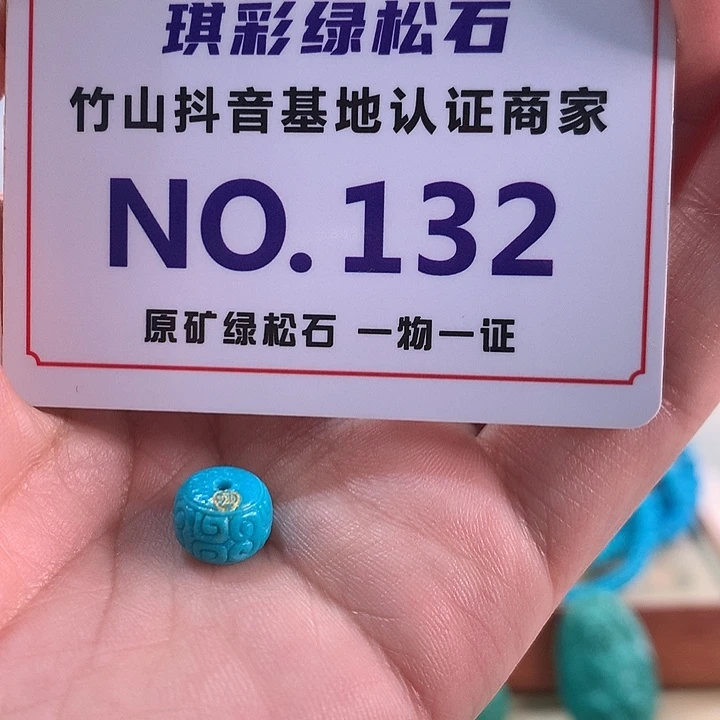 琪彩绿松石
竹山抖音基地认证商家
NO.132
原矿绿松石 一物一证